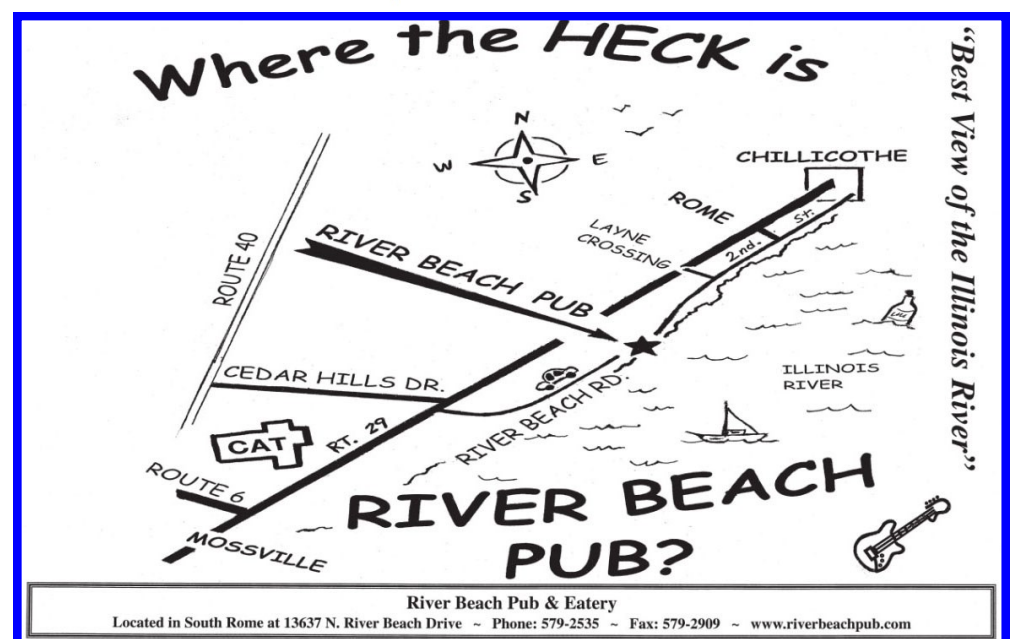 Where the HECK is
"Best View of the Illinois River"
N
W
E
S
CHILLICOTHE
ROME
LAYNE
CROSSING
2nd. St.
ROUTE 40
RIVER BEACH PUB
CEDAR HILLS DR.
ILLINOIS
RIVER
RIVER BEACH RD.
CAT
RT. 29
ROUTE 6
MOSSVILLE
RIVER BEACH
PUB?
River Beach Pub & Eatery
Located in South Rome at 13637 N. River Beach Drive ~ Phone: 579-2535 ~ Fax: 579-2909 ~ www.riverbeachpub.com